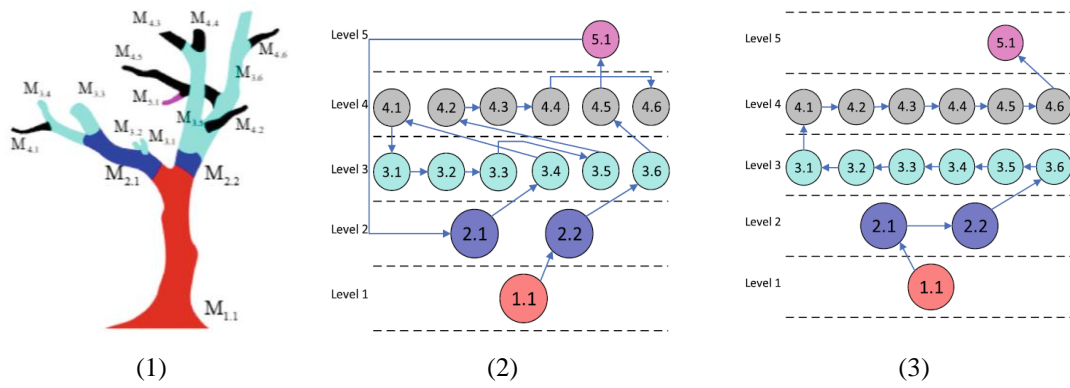 M4.3
M4.4
M4.5
M4.6
M3.6
M3.4
M3.3
M5.1
M3.5
M4.2
M3.2
M3.1
M4.1
M2.1
M2.2
M1.1
(1)
Level 5
5.1
Level 4
4.1 4.2 4.3 4.4 4.5 4.6
Level 3
3.1 3.2 3.3 3.4 3.5 3.6
Level 2
2.1 2.2
Level 1
1.1
(2)
Level 5
5.1
Level 4
4.1 4.2 4.3 4.4 4.5 4.6
Level 3
3.1 3.2 3.3 3.4 3.5 3.6
Level 2
2.1 2.2
Level 1
1.1
(3)